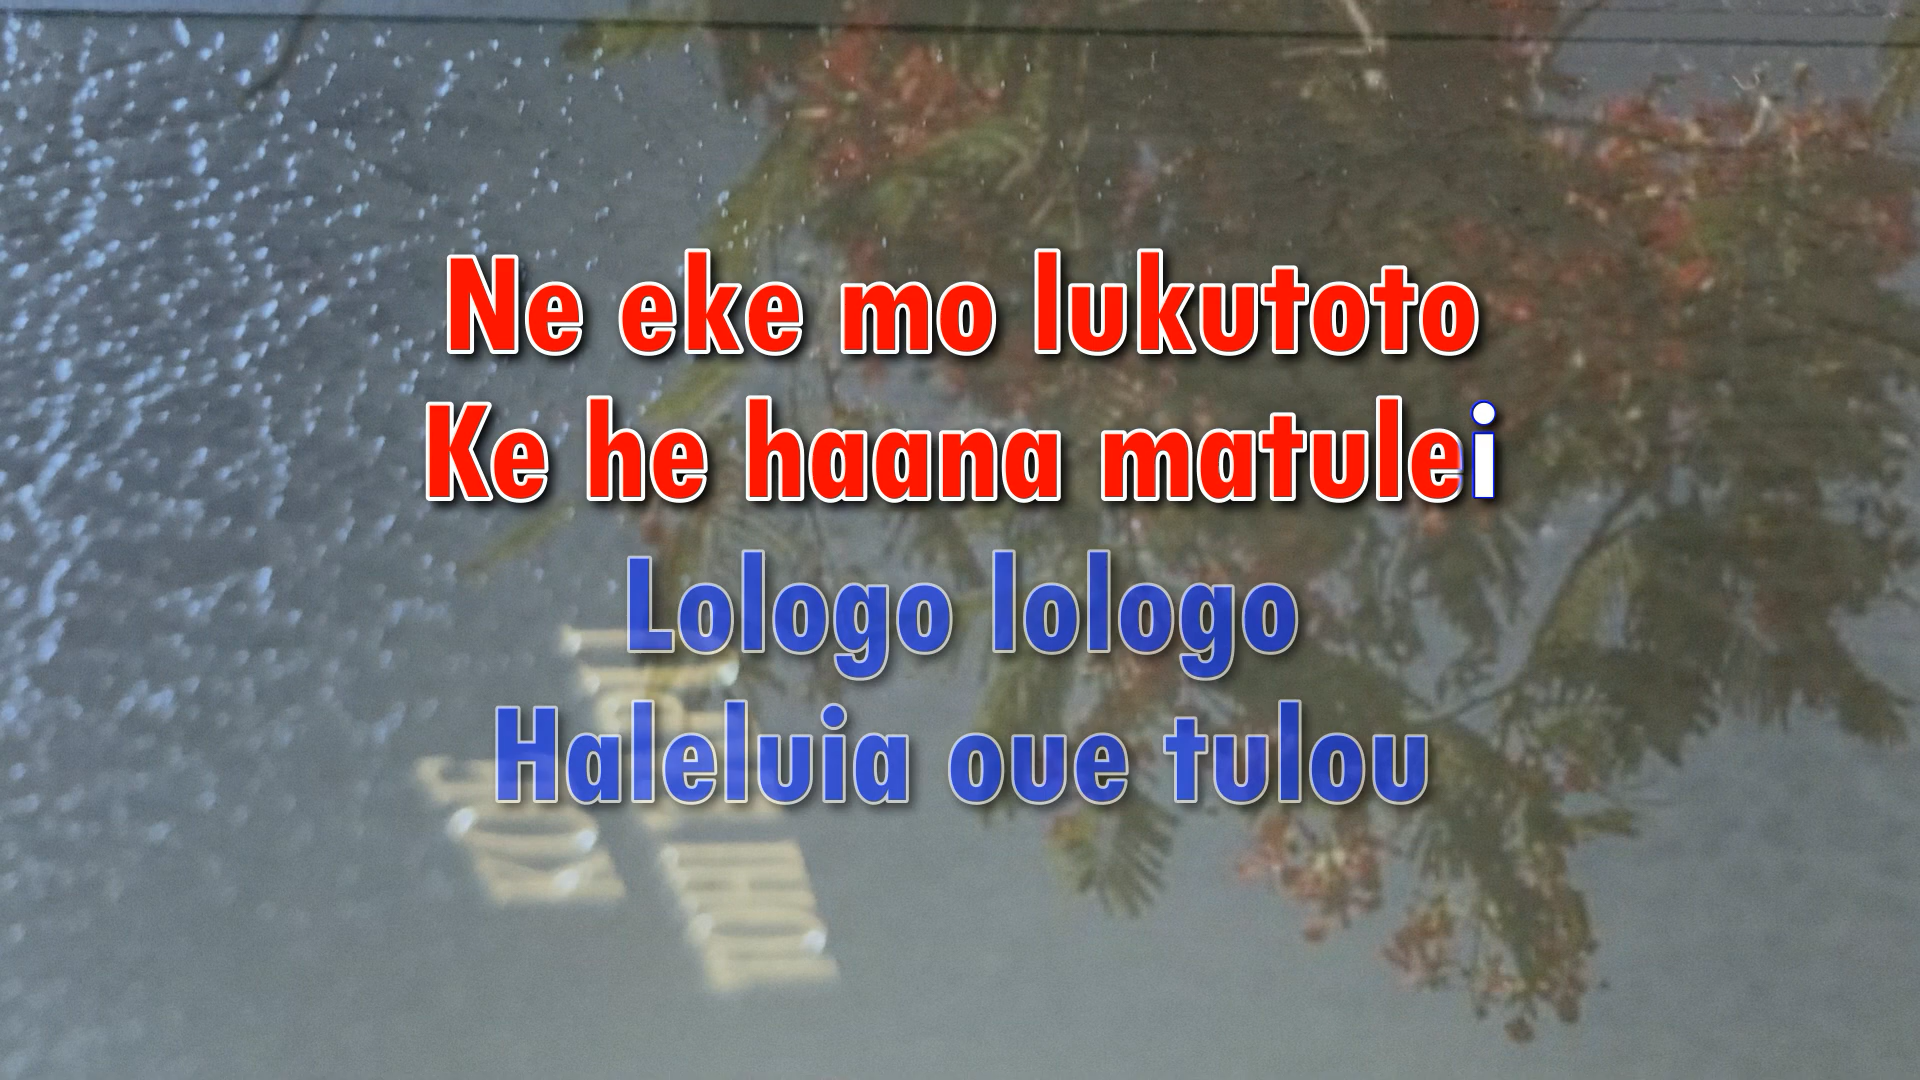 Ne eke mo lukutoto
Ke he haana matulei
Lologo lologo
Haleluia oue tulou